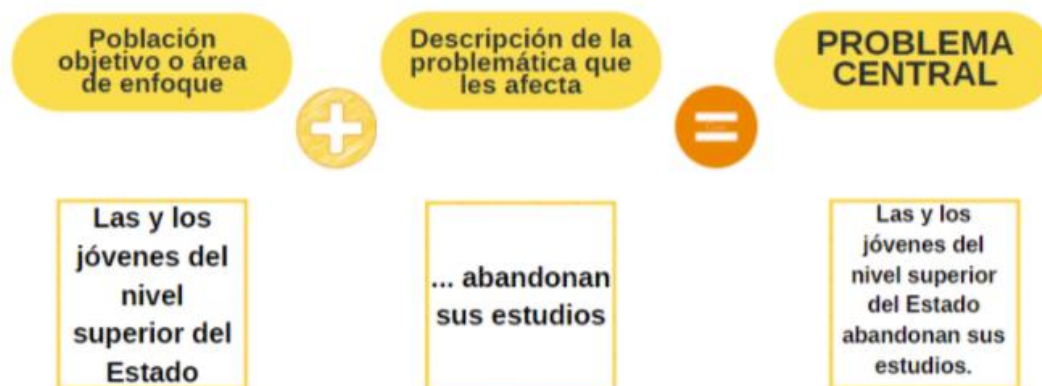 Población
objetivo o área
de enfoque
Descripción de la
problemática que
les afecta
PROBLEMA
CENTRAL
Las y los
jóvenes del
nivel
superior del
Estado
... abandonan
sus estudios
Las y los
jóvenes del
nivel superior
del Estado
abandonan sus
estudios.